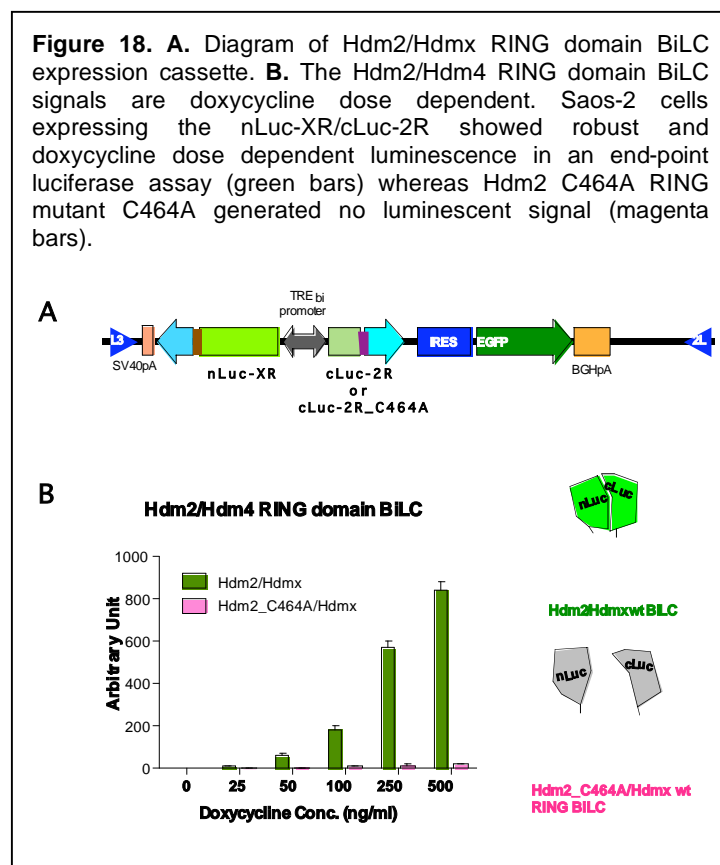 Figure 18. A. Diagram of Hdm2/Hdmx RING domain BiLC
expression cassette. B. The Hdm2/Hdm4 RING domain BiLC
signals are doxycycline dose dependent. Saos-2 cells
expressing the nLuc-XR/cLuc-2R showed robust and
doxycycline dose dependent luminescence in an end-point
luciferase assay (green bars) whereas Hdm2 C464A RING
mutant C464A generated no luminescent signal (magenta
bars).
A
TRE bi
promoter
L3
IRES
EGFP
2L
SV40pA
nLuc-XR
cLuc-2R
or
cLuc-2R_C464A
BGHpA
B
Hdm2/Hdm4 RING domain BiLC
Arbitrary Unit
1000
800
600
400
200
0
Hdm2/Hdmx
Hdm2_C464A/Hdmx
0 25 50 100 250 500
Doxycycline Conc. (ng/ml)
nLuc
cLuc
Hdm2Hdmxwt BiLC
nLuc
cLuc
Hdm2_C464A/Hdmx wt
RING BiLC